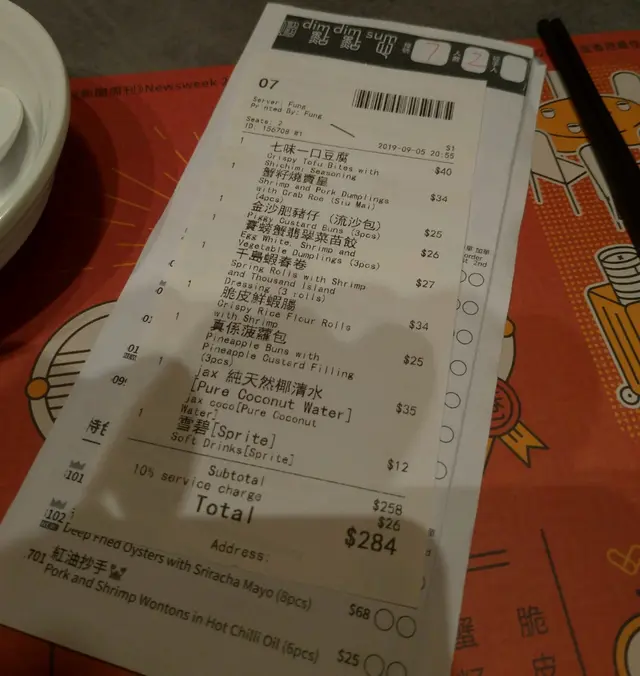 Newsweek
dim dim sum
點點心
7
2
07
Server: Fung
Printed By: Fung
Seats: 2
ID: 156708 #1
S1
2019-09-05 20:55
1 七味一口豆腐 $40
Crispy Tofu Bites with
Shichimi Seasoning
1 蟹籽燒賣皇 $34
Shrimp and Pork Dumplings
with Crab Roe (Siu Mai)
(4pcs)
金沙肥豬仔 (流沙包) $25
Piggy Custard Buns (3pcs)
賽螃蟹翡翠菜苗餃 $26
Egg White, Shrimp and
Vegetable Dumplings (3pcs)
1 千島蝦春卷 $27
Spring Rolls with Shrimp
and Thousand Island
Dressing (3 rolls)
1 脆皮鮮蝦腸 $34
Crispy Rice Flour Rolls
with Shrimp
1 真係菠蘿包 $25
Pineapple Buns with
Pineapple Custard Filling
(3pcs)
1 jax 純天然椰清水 $35
[Pure Coconut Water]
jax coco[Pure Coconut
Water]
1 雪碧[Sprite] $12
Soft Drinks[Sprite]
Subtotal $258
10% service charge $26
Total $284
Address:
Deep Fried Oysters with Sriracha Mayo (8pcs) $68
701 紅油抄手
Pork and Shrimp Wontons in Hot Chilli Oil (6pcs) $25
脆
皮
蟹